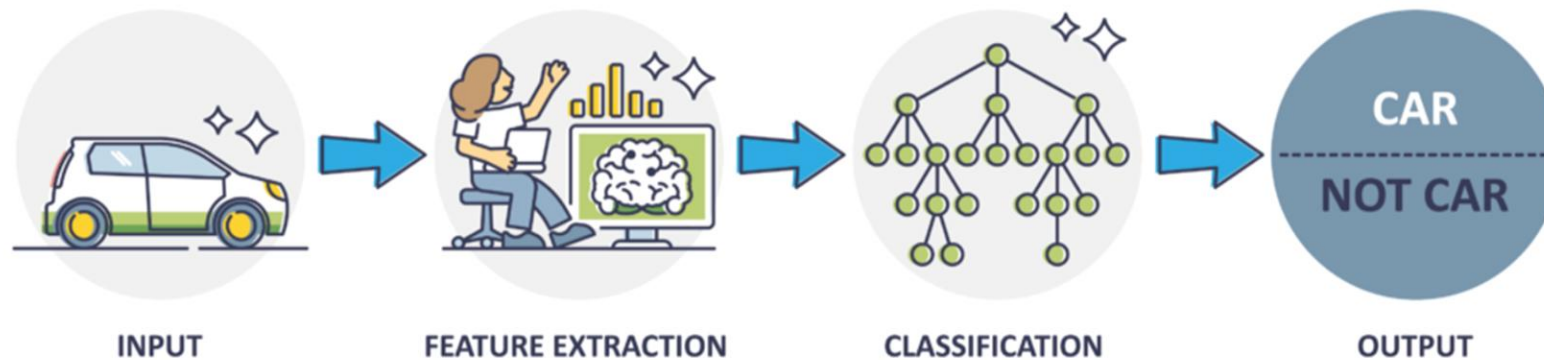 CAR
NOT CAR
INPUT
FEATURE EXTRACTION
CLASSIFICATION
OUTPUT